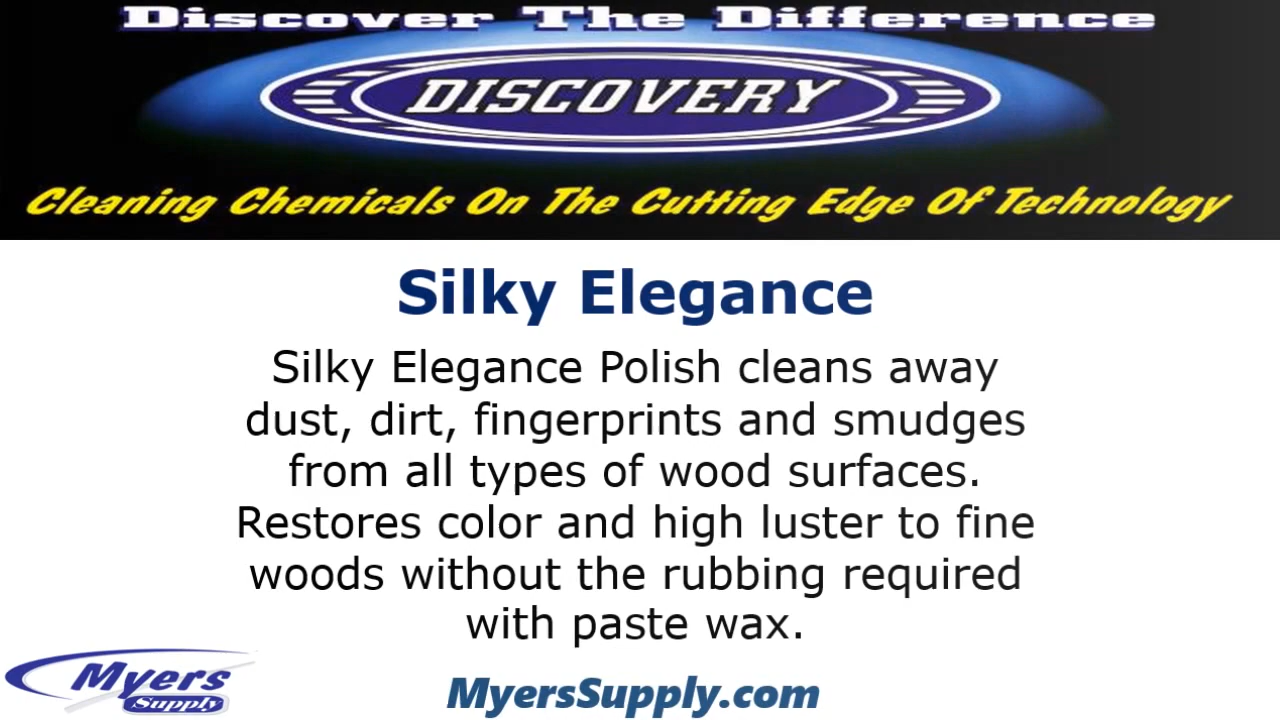 Discover The Difference
DISCOVERY
Cleaning Chemicals On The Cutting Edge Of Technology
Silky Elegance
Silky Elegance Polish cleans away
dust, dirt, fingerprints and smudges
from all types of wood surfaces.
Restores color and high luster to fine
woods without the rubbing required
with paste wax.
Myers
Supply
MyersSupply.com